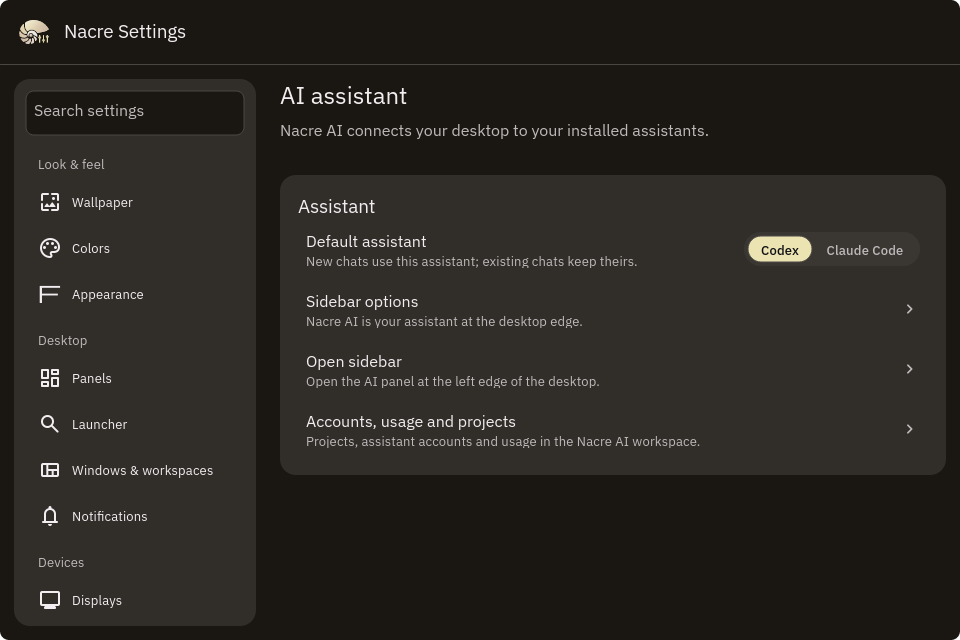 Nacre Settings
Search settings
Look & feel
Wallpaper
Colors
Appearance
Desktop
Panels
Launcher
Windows & workspaces
Notifications
Devices
Displays
AI assistant
Nacre AI connects your desktop to your installed assistants.
Assistant
Default assistant
New chats use this assistant; existing chats keep theirs.
Codex
Claude Code
Sidebar options
Nacre AI is your assistant at the desktop edge.
Open sidebar
Open the AI panel at the left edge of the desktop.
Accounts, usage and projects
Projects, assistant accounts and usage in the Nacre AI workspace.